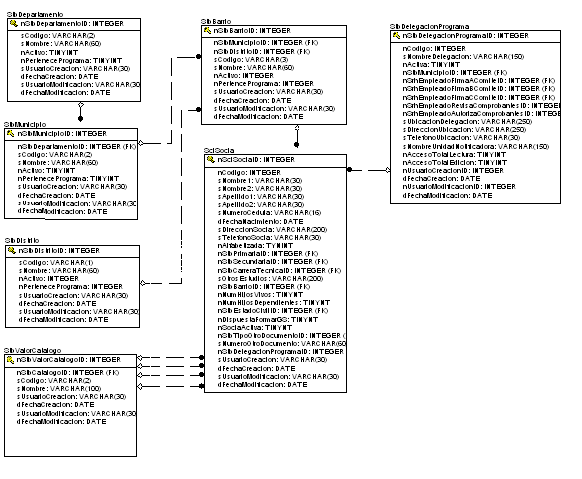 StbDepartamento
nStbDepartamentoID: INTEGER
sCodigo: VARCHAR(2)
sNombre: VARCHAR(60)
nActivo: TINYINT
nPertenecePrograma: TINYINT
sUsuarioCreacion: VARCHAR(30)
dFechaCreacion: DATE
sUsuarioModificacion: VARCHAR(30)
dFechaModificacion: DATE
StbMunicipio
nStbMunicipioID: INTEGER
nStbDepartamentoID: INTEGER (FK)
sCodigo: VARCHAR(2)
sNombre: VARCHAR(60)
nActivo: TINYINT
nPertenecePrograma: TINYINT
sUsuarioCreacion: VARCHAR(30)
dFechaCreacion: DATE
sUsuarioModificacion: VARCHAR(30
dFechaModificacion: DATE
StbDistrito
nStbDistritoID: INTEGER
sCodigo: VARCHAR(1)
sNombre: VARCHAR(60)
nActivo: INTEGER
nPertenecePrograma: INTEGER
sUsuarioCreacion: VARCHAR(30)
dFechaCreacion: DATE
sUsuarioModificacion: VARCHAR(30)
dFechaModificacion: DATE
StbValorCatalogo
nStbValorCatalogoID: INTEGER
nStbCatalogoID: INTEGER (FK)
sCodigo: VARCHAR(2)
sNombre: VARCHAR(100)
sUsuarioCreacion: VARCHAR(30)
dFechaCreacion: DATE
sUsuarioModificacion: VARCHAR(30
dFechaModificacion: DATE
StbBarrio
nStbBarrioID: INTEGER
nStbMunicipioID: INTEGER (FK)
nStbDistritoID: INTEGER (FK)
sCodigo: VARCHAR(3)
sNombre: VARCHAR(60)
nActivo: INTEGER
nPertenecePrograma: INTEGER
sUsuarioCreacion: VARCHAR(30)
dFechaCreacion: DATE
sUsuarioModificacion: VARCHAR(30)
dFechaModificacion: DATE
SclSocia
nSclSociaID: INTEGER
nCodigo: INTEGER
sNombre1: VARCHAR(30)
sNombre2: VARCHAR(30)
sApellido1: VARCHAR(30)
sApellido2: VARCHAR(30)
sNumeroCedula: VARCHAR(16)
dFechaNacimiento: DATE
sDireccionSocia: VARCHAR(200)
sTelefonoSocia: VARCHAR(30)
nAlfabetizada: TYNINT
nStbPrimariaID: INTEGER (FK)
nStbSecundariaID: INTEGER (FK)
nStbCarreraTecnicaID: INTEGER (FK)
sOtrosEstudios: VARCHAR(200)
nStbBarrioID: INTEGER (FK)
nNumHijosVivos: TINYINT
nNumHijosDependientes: TINYINT
nStbEstadoCivilID: INTEGER (FK)
nDispuestaFormarGS: TINYINT
nSociaActiva: TINYINT
nStbTipoOtroDocumentoID: INTEGER (
sNumeroOtroDocumento: VARCHAR(60
nStbDelegacionProgramaID: INTEGER
sUsuarioCreacion: VARCHAR(30)
dFechaCreacion: DATE
sUsuarioModificacion: VARCHAR(30)
dFechaModificacion: DATE
StbDelegacionPrograma
nStbDelegacionProgramaID: INTEGER
nCodigo: INTEGER
sNombreDelegacion: VARCHAR(150)
nActiva: TINYINT
nStbMunicipioID: INTEGER (FK)
nSrhEmpleadoFirmaAComiteID: INTEGER (FK)
nSrhEmpleadoFirmaBComiteID: INTEGER (FK)
nSrhEmpleadoFirmaCComiteID: INTEGER (FK)
nSrhEmpleadoRevisaComprobanteID: INTEGER
nSrhEmpleadoAutorizaComprobantesID: INTE
sUbicacionDelegacion: VARCHAR(250)
sDireccionUbicacion: VARCHAR(250)
sTelefonoUbicacion: VARCHAR(30)
sNombreUnidadNotificadora: VARCHAR(150)
nAccesoTotalLectura: TINYINT
nAccesoTotalEdicion: TINYINT
nUsuarioCreacionID: INTEGER
dFechaCreacion: DATE
nUsuarioModificacionID: INTEGER
dFechaModificacion: DATE